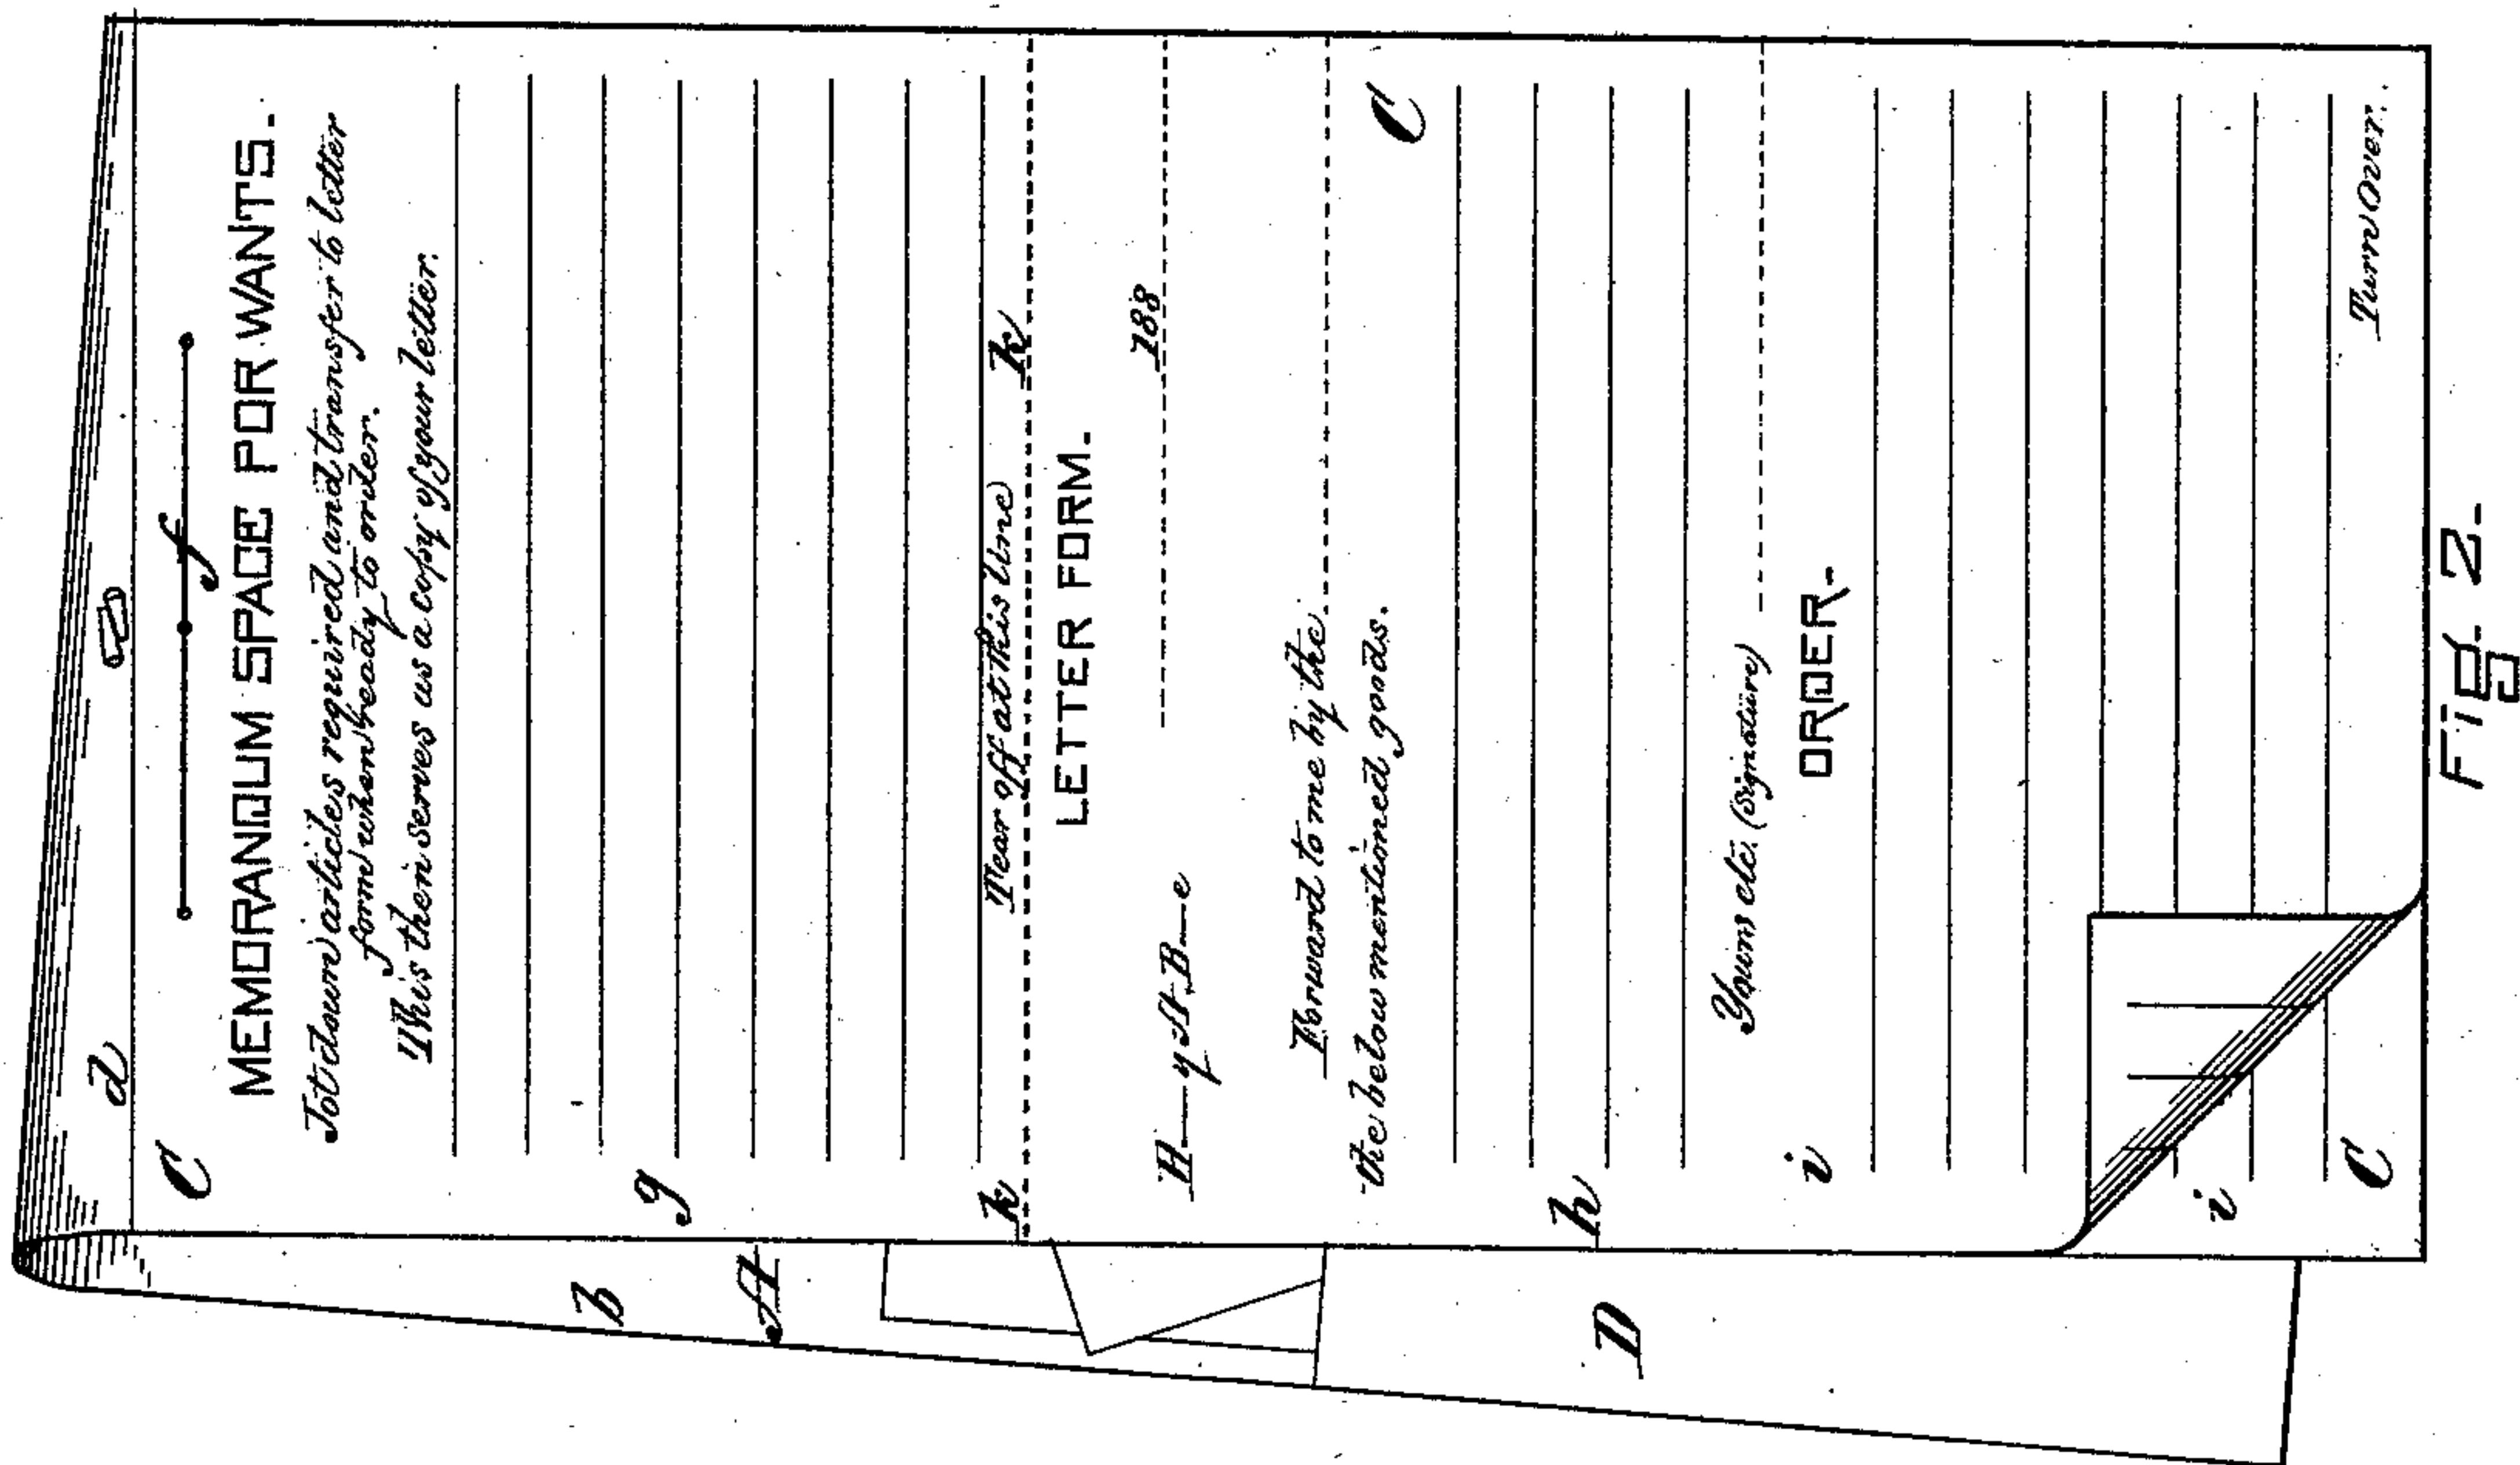 a
C
f
MEMORANDUM SPACE FOR WANTS.
Jot down articles required and transfer to letter
form when ready to order.
This then serves as a copy of your letter.
g
b
A
Tear off at this line
k k
LETTER FORM.
188
H—y & B—e
Forward to me by the
the below mentioned goods.
C
h
D
Yours etc. (Signature)
i
ORDER.
i
C
Turn Over.
Fig. 2.